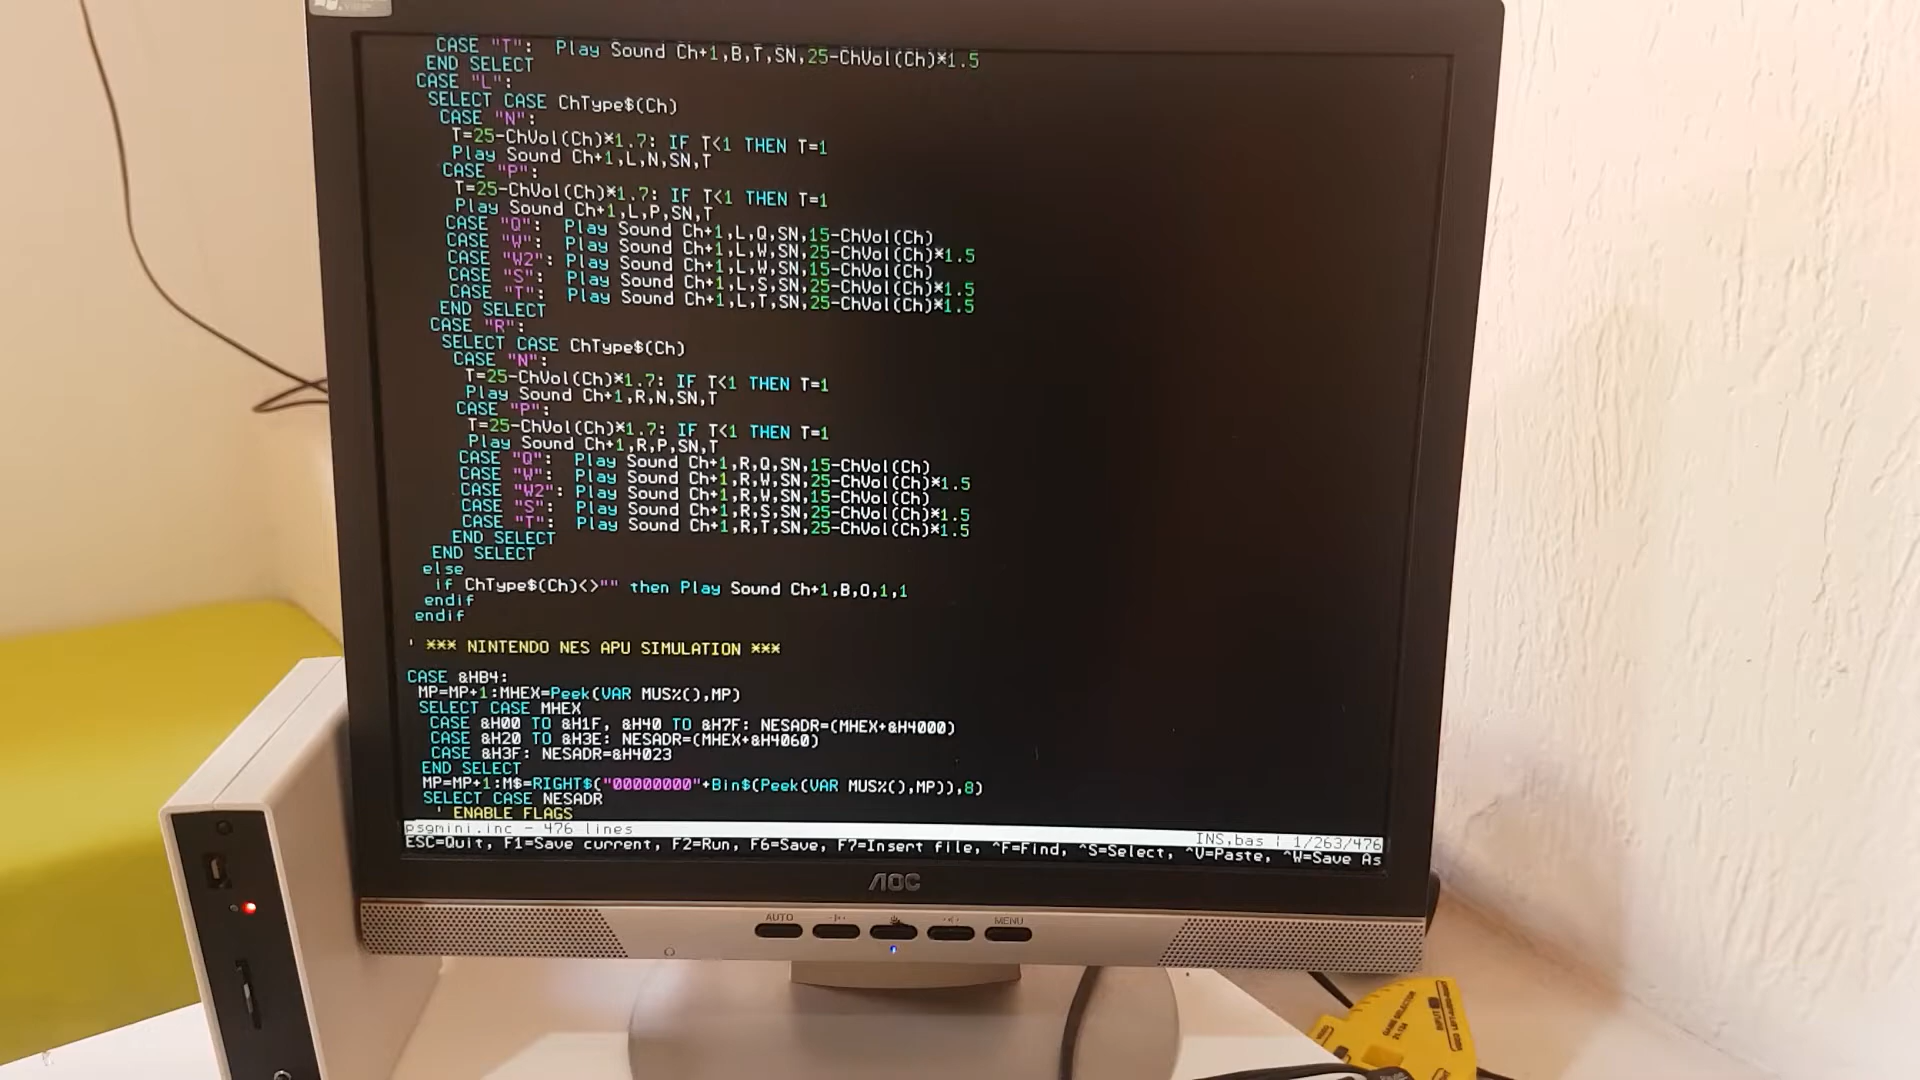 CASE "T": Play Sound Ch+1,B,T,SN,25-ChVol(Ch)*1.5
END SELECT
CASE "L":
SELECT CASE ChType$(Ch)
CASE "N":
T=25-ChVol(Ch)*1.7: IF T<1 THEN T=1
Play Sound Ch+1,L,N,SN,T
CASE "P":
T=25-ChVol(Ch)*1.7: IF T<1 THEN T=1
Play Sound Ch+1,L,P,SN,T
CASE "Q": Play Sound Ch+1,L,Q,SN,15-ChVol(Ch)
CASE "W": Play Sound Ch+1,L,W,SN,25-ChVol(Ch)*1.5
CASE "W2": Play Sound Ch+1,L,W,SN,15-ChVol(Ch)
CASE "S": Play Sound Ch+1,L,S,SN,25-ChVol(Ch)*1.5
CASE "T": Play Sound Ch+1,L,T,SN,25-ChVol(Ch)*1.5
END SELECT
CASE "R":
SELECT CASE ChType$(Ch)
CASE "N":
T=25-ChVol(Ch)*1.7: IF T<1 THEN T=1
Play Sound Ch+1,R,N,SN,T
CASE "P":
T=25-ChVol(Ch)*1.7: IF T<1 THEN T=1
Play Sound Ch+1,R,P,SN,T
CASE "Q": Play Sound Ch+1,R,Q,SN,15-ChVol(Ch)
CASE "W": Play Sound Ch+1,R,W,SN,25-ChVol(Ch)*1.5
CASE "W2": Play Sound Ch+1,R,W,SN,15-ChVol(Ch)
CASE "S": Play Sound Ch+1,R,S,SN,25-ChVol(Ch)*1.5
CASE "T": Play Sound Ch+1,R,T,SN,25-ChVol(Ch)*1.5
END SELECT
END SELECT
else
if ChType$(Ch)<>"" then Play Sound Ch+1,B,O,1,1
endif
endif
' *** NINTENDO NES APU SIMULATION ***
CASE &HB4:
MP=MP+1:MHEX=Peek(VAR MUS%(),MP)
SELECT CASE MHEX
CASE &H00 TO &H1F, &H40 TO &H7F: NESADR=(MHEX+&H4000)
CASE &H20 TO &H3E: NESADR=(MHEX+&H4060)
CASE &H3F: NESADR=&H4023
END SELECT
MP=MP+1:M$=RIGHT$("00000000"+Bin$(Peek(VAR MUS%(),MP)),8)
SELECT CASE NESADR
' ENABLE FLAGS
psgmini.inc - 476 lines INS,bas | 1/263/476
ESC=Quit, F1=Save current, F2=Run, F6=Save, F7=Insert file, ^F=Find, ^S=Select, ^V=Paste, ^W=Save As
AOC
AUTO MENU
GAME SELECTOR
INPUT